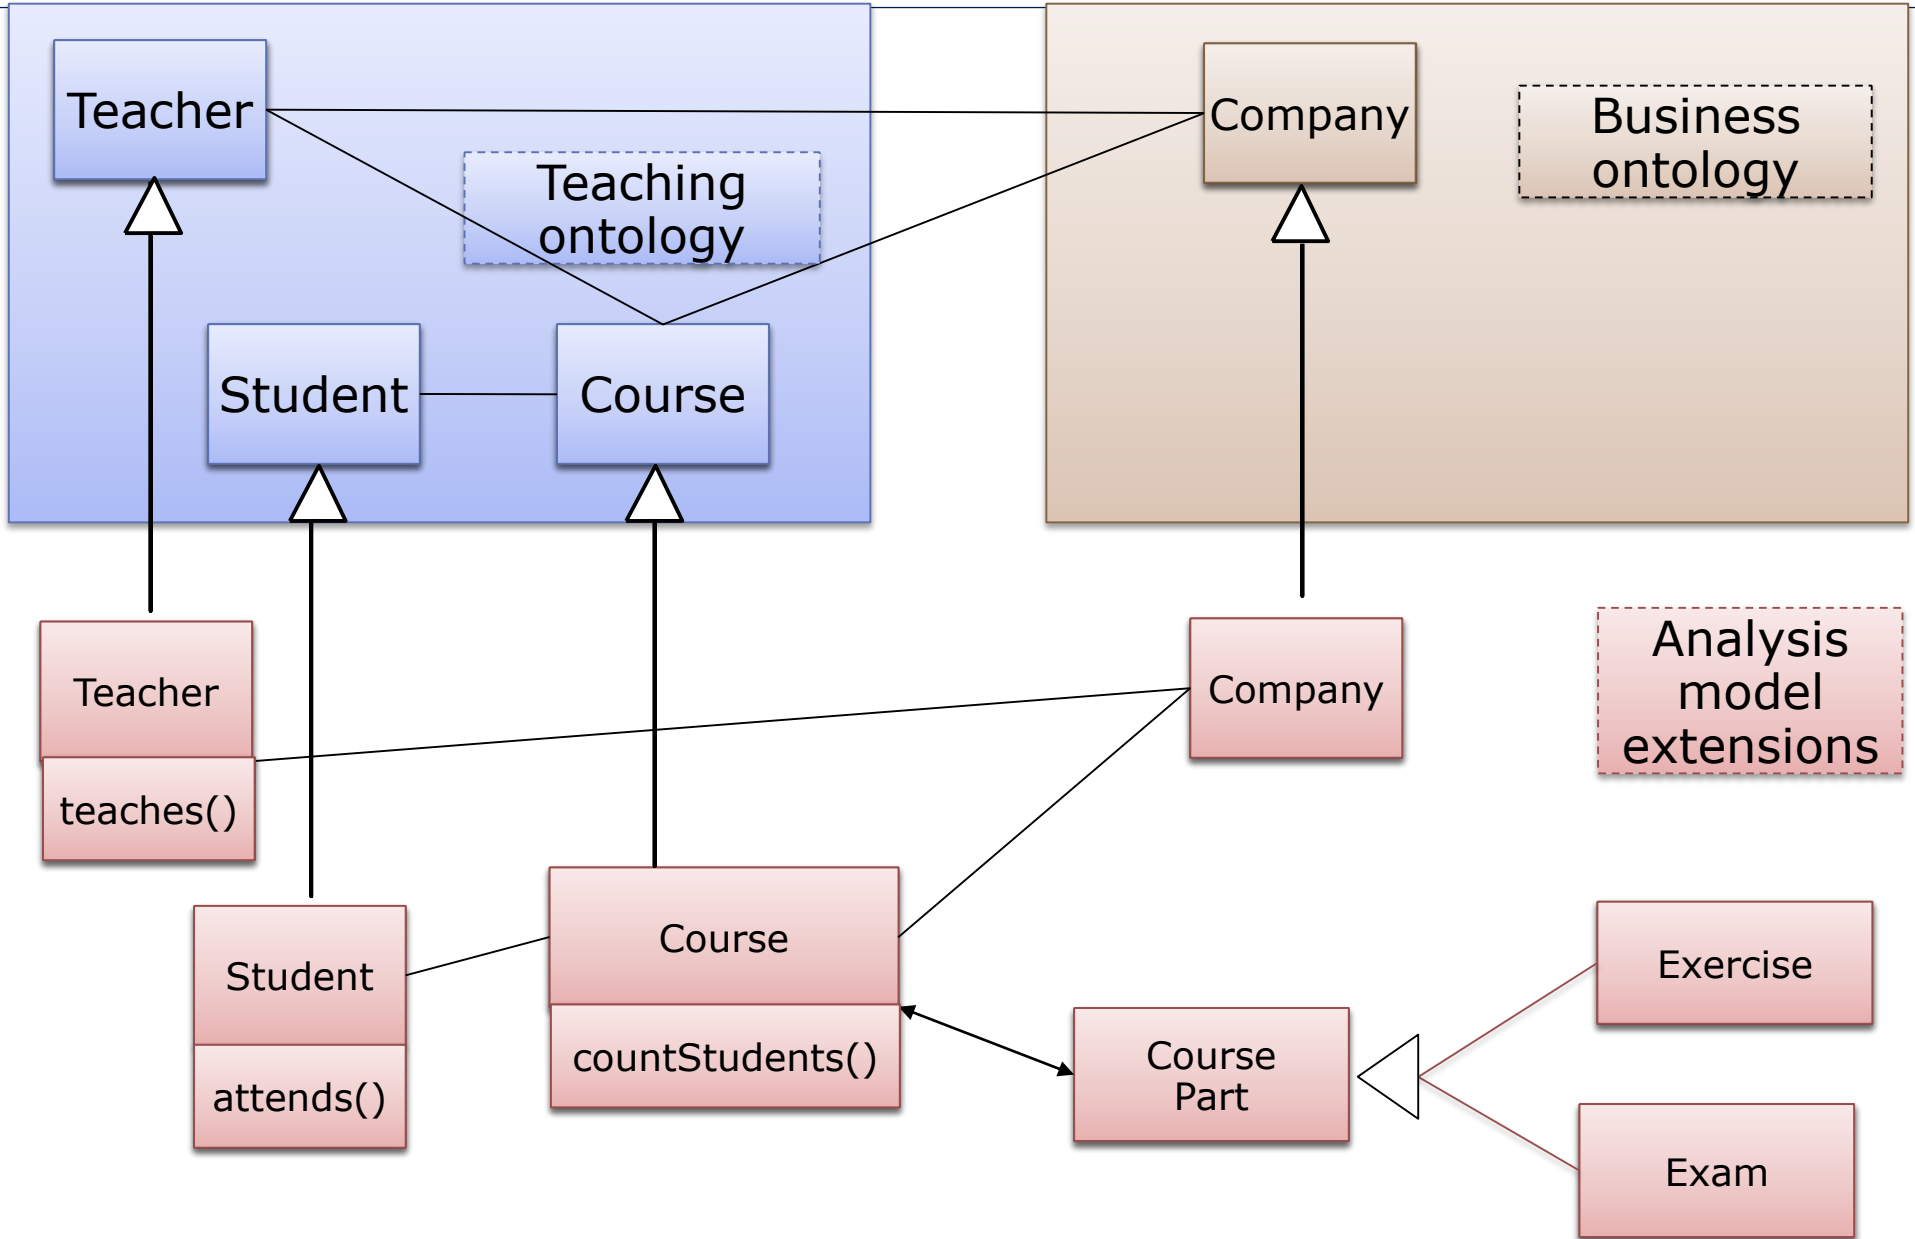 Teacher
Company
Business
ontology
Teaching
ontology
Student
Course
Teacher
teaches()
Company
Analysis
model
extensions
Student
attends()
Course
countStudents()
Course
Part
Exercise
Exam